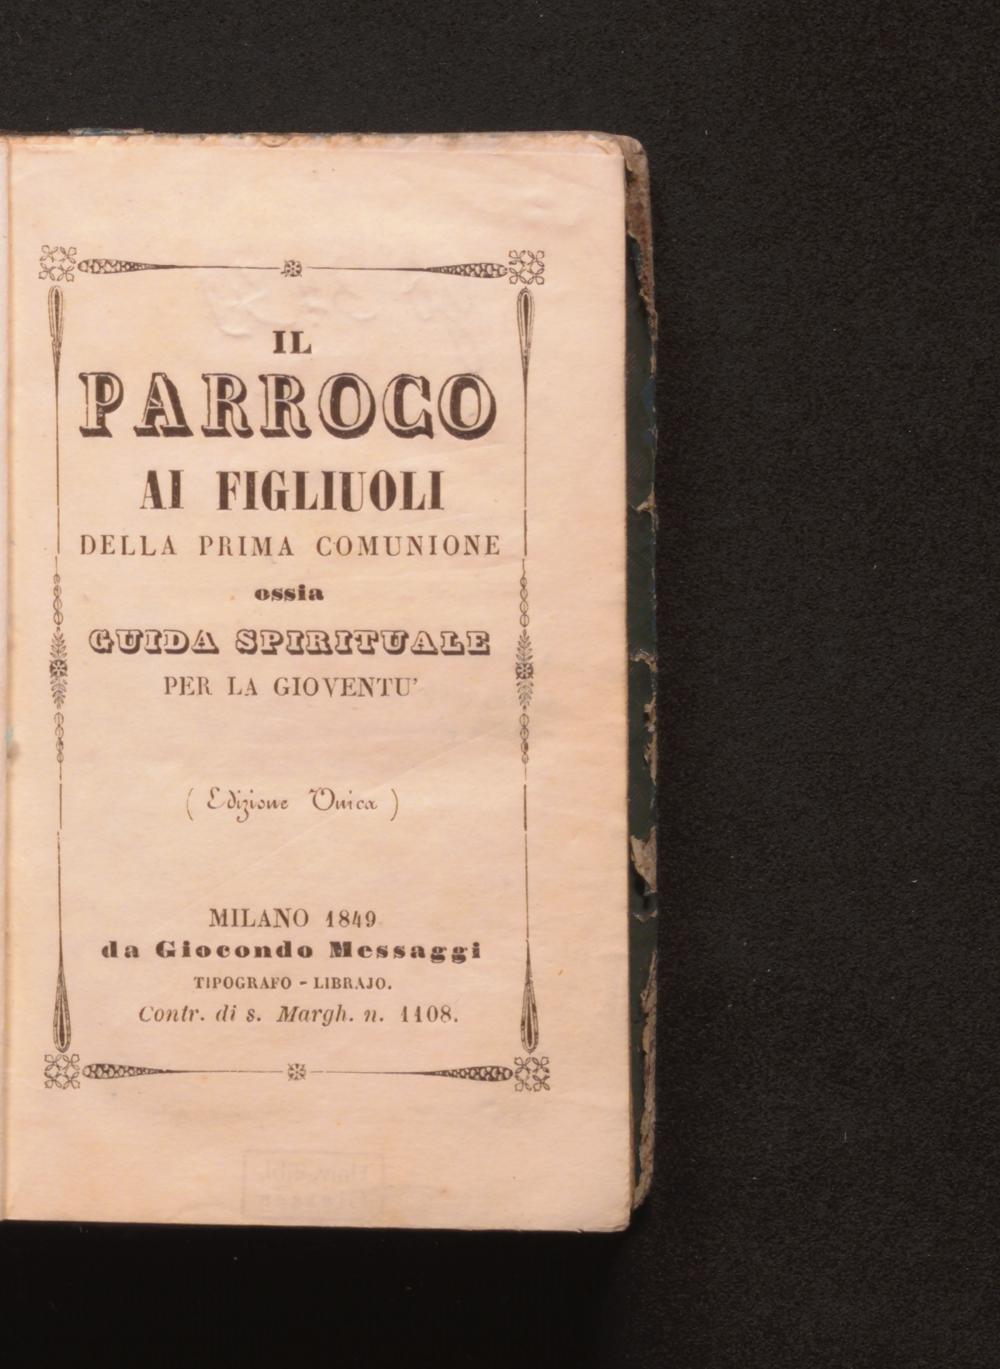 IL
PARROCO
AI FIGLIUOLI
DELLA PRIMA COMUNIONE
ossia
GUIDA SPIRITUALE
PER LA GIOVENTU'
( Edizione Unica )
MILANO 1849
da Giocondo Messaggi
TIPOGRAFO - LIBRAJO.
Contr. di s. Margh. n. 1108.